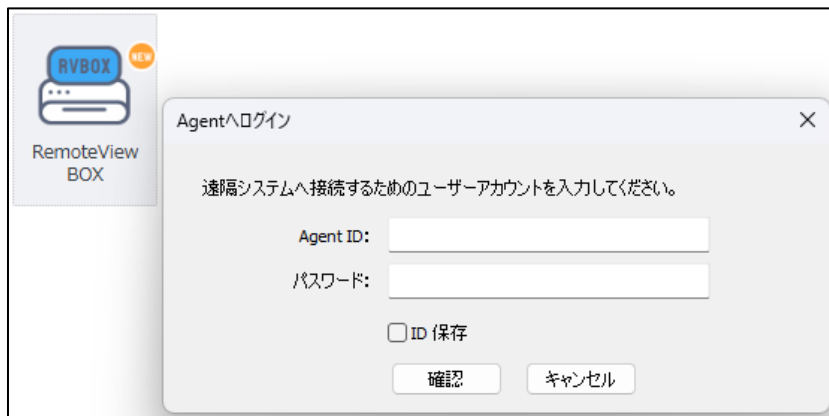 RVBOX
NEW
RemoteView
BOX
Agentへログイン
遠隔システムへ接続するためのユーザーアカウントを入力してください。
Agent ID:
パスワード:
ID 保存
確認
キャンセル